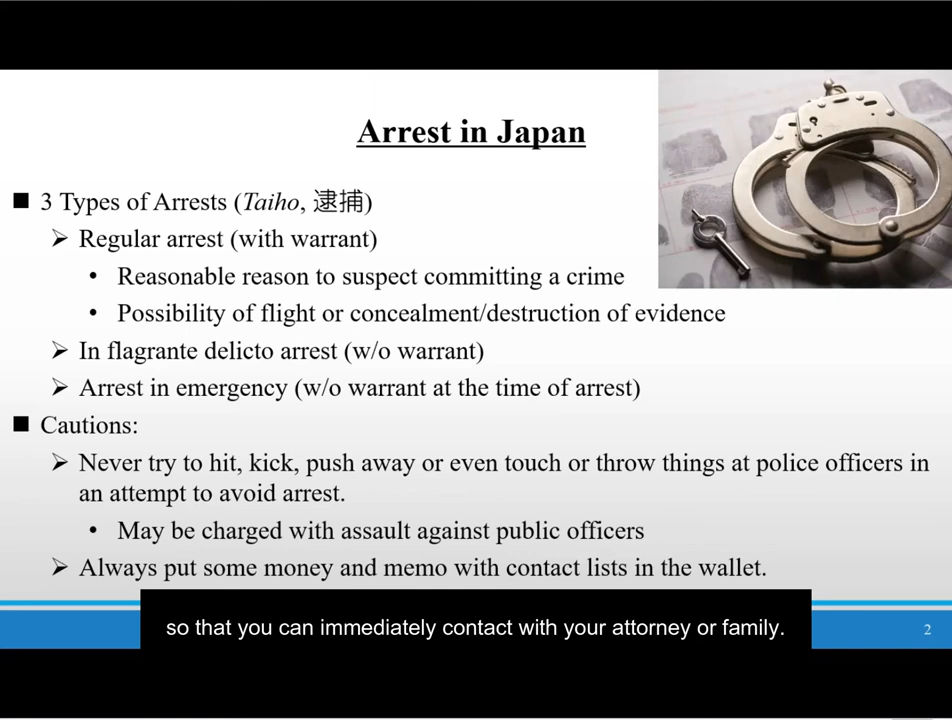 Arrest in Japan
■ 3 Types of Arrests (Taiho, 逮捕)
➢ Regular arrest (with warrant)
• Reasonable reason to suspect committing a crime
• Possibility of flight or concealment/destruction of evidence
➢ In flagrante delicto arrest (w/o warrant)
➢ Arrest in emergency (w/o warrant at the time of arrest)
■ Cautions:
➢ Never try to hit, kick, push away or even touch or throw things at police officers in
an attempt to avoid arrest.
• May be charged with assault against public officers
➢ Always put some money and memo with contact lists in the wallet.
so that you can immediately contact with your attorney or family.
2